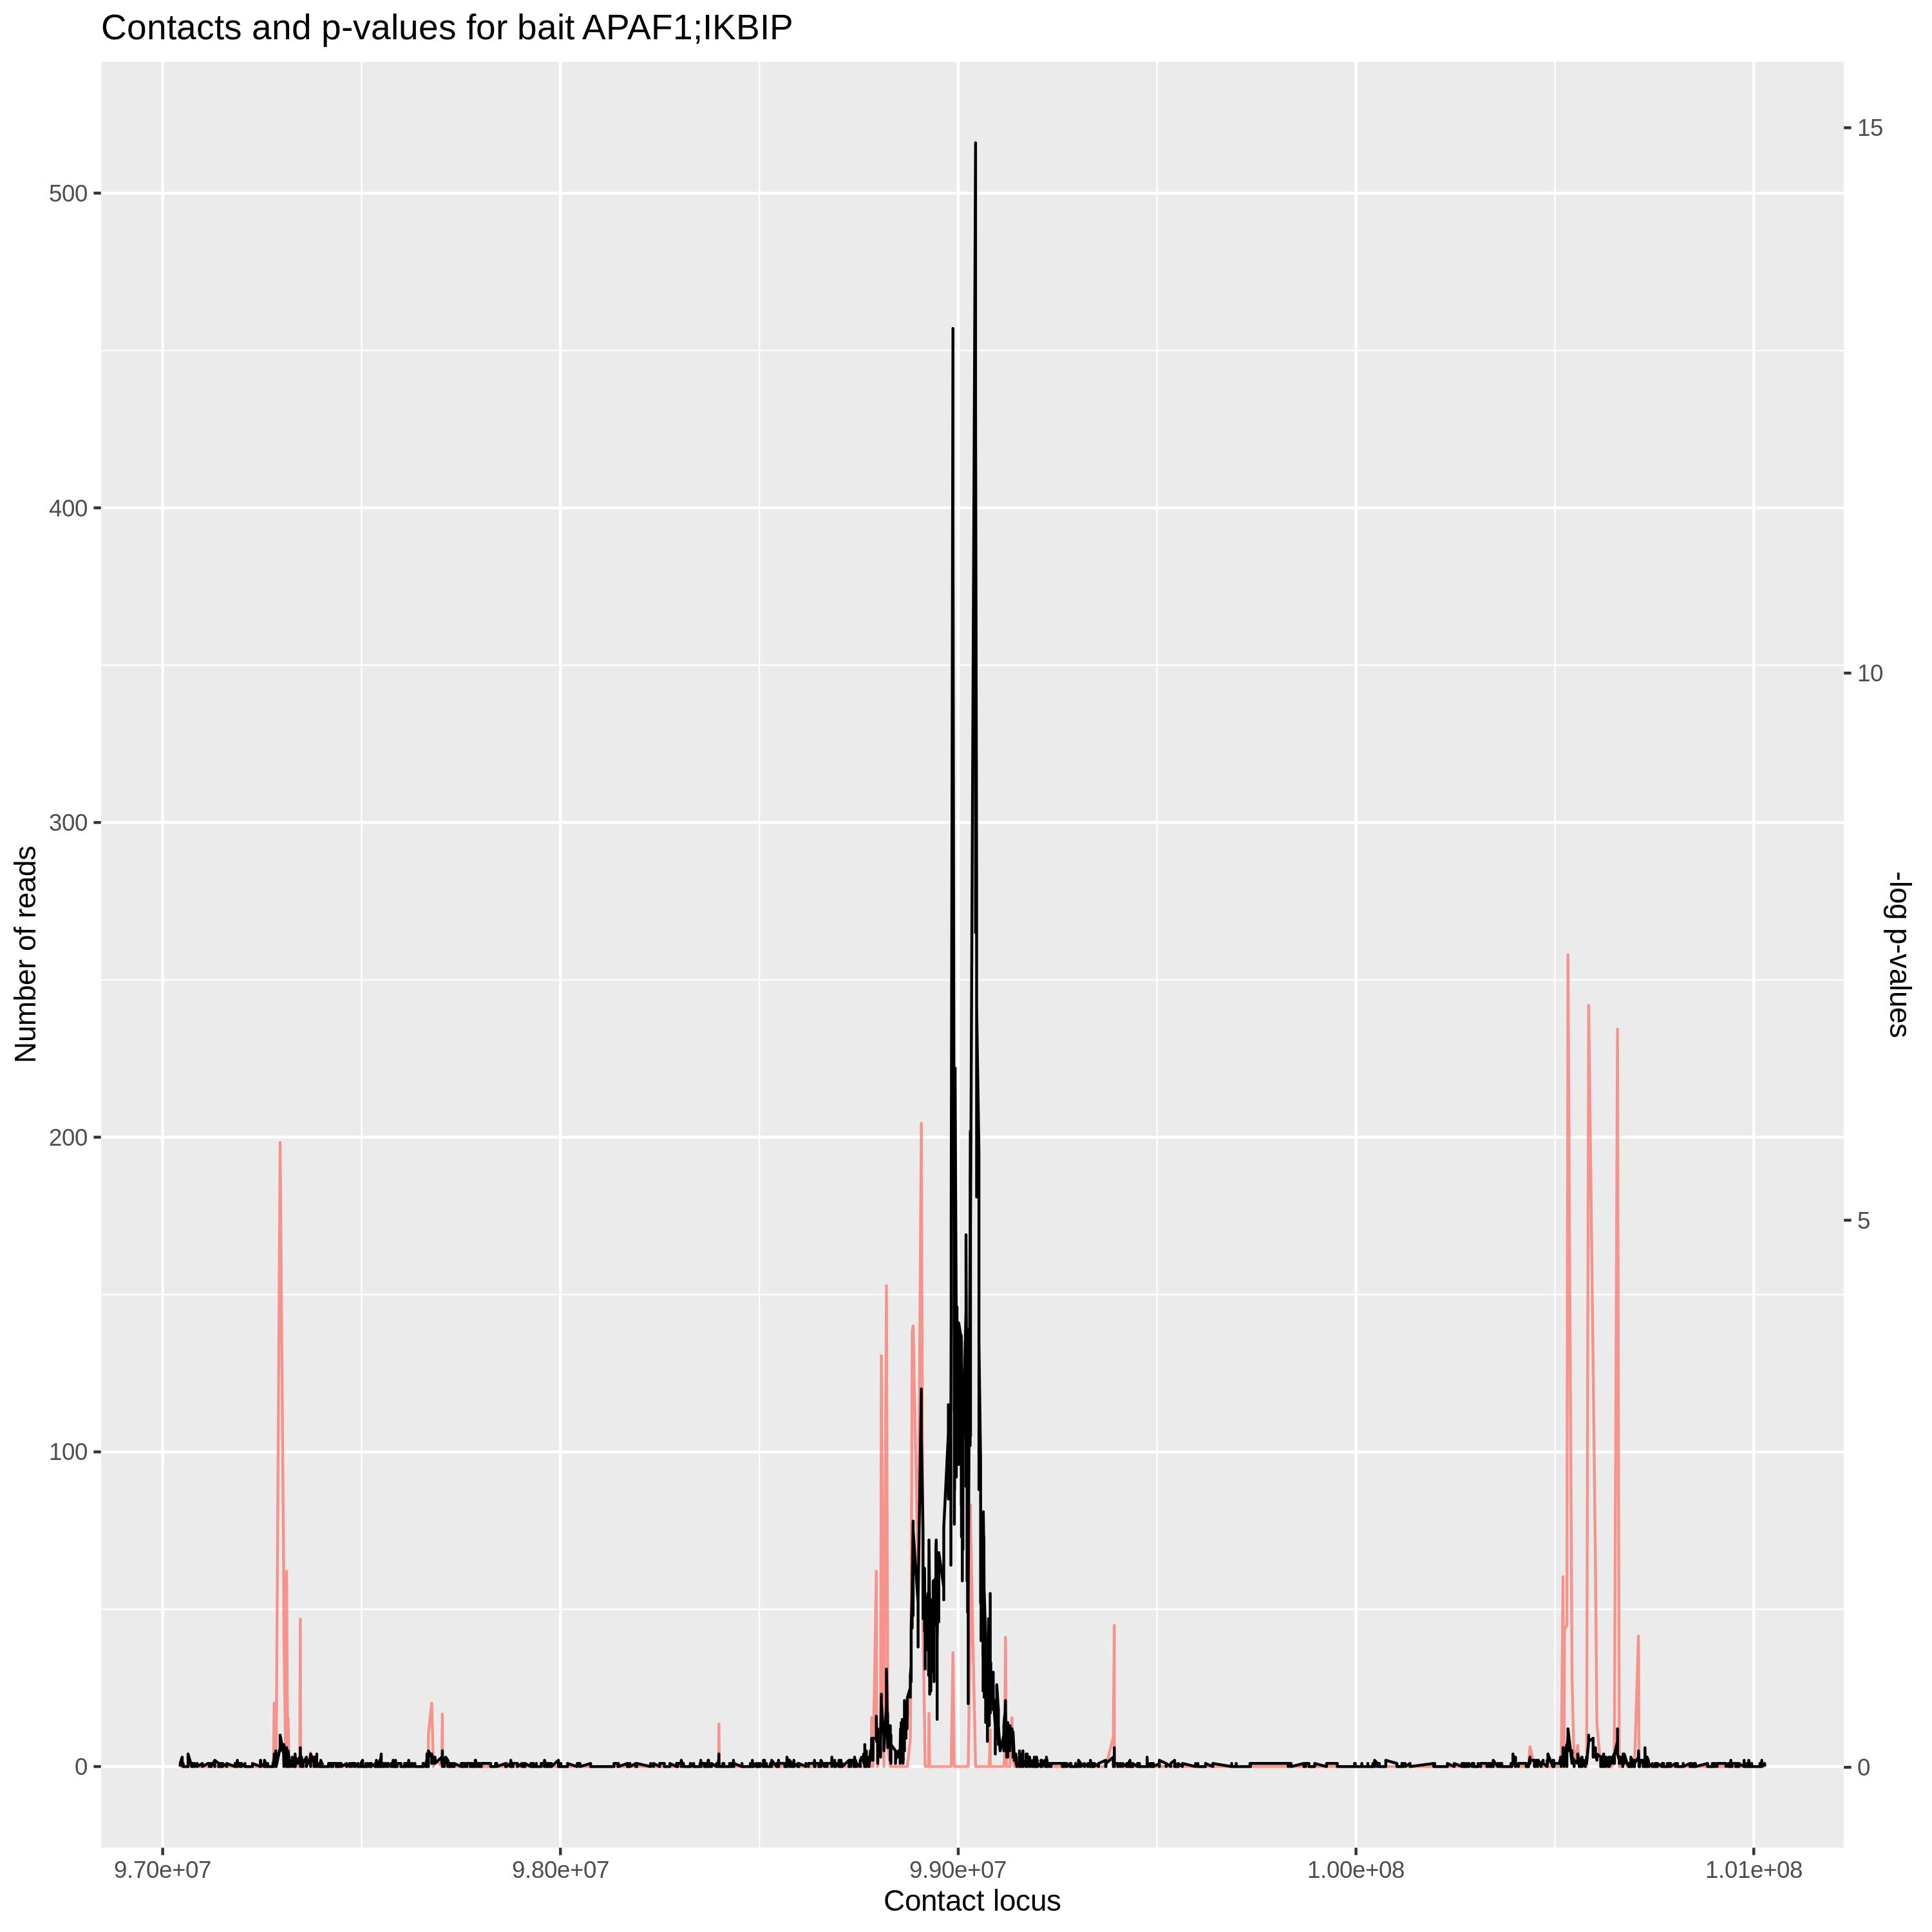 Contacts and p-values for bait APAF1;IKBIP
500
400
300
200
100
0
Number of reads
15
10
5
0
-log p-values
9.70e+07
9.80e+07
9.90e+07
1.00e+08
1.01e+08
Contact locus